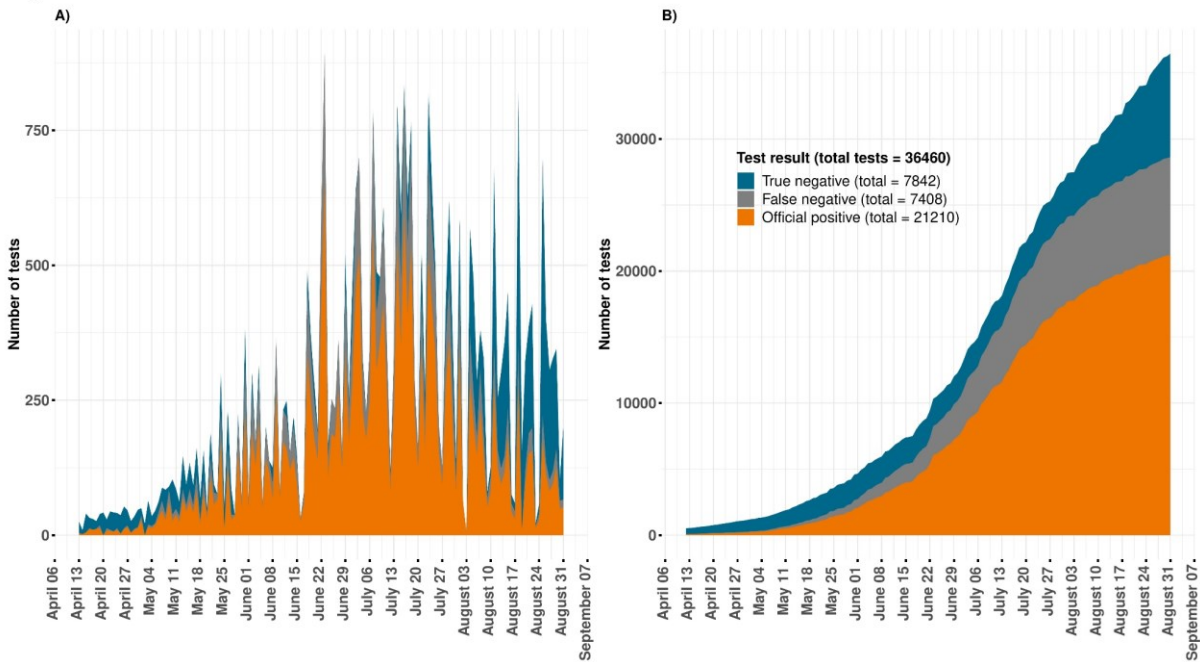 A)
Number of tests
750
500
250
0
April 06
April 13
April 20
April 27
May 04
May 11
May 18
May 25
June 01
June 08
June 15
June 22
June 29
July 06
July 13
July 20
July 27
August 03
August 10
August 17
August 24
August 31
September 07
B)
Number of tests
30000
20000
10000
0
Test result (total tests = 36460)
True negative (total = 7842)
False negative (total = 7408)
Official positive (total = 21210)
April 06
April 13
April 20
April 27
May 04
May 11
May 18
May 25
June 01
June 08
June 15
June 22
June 29
July 06
July 13
July 20
July 27
August 03
August 10
August 17
August 24
August 31
September 07